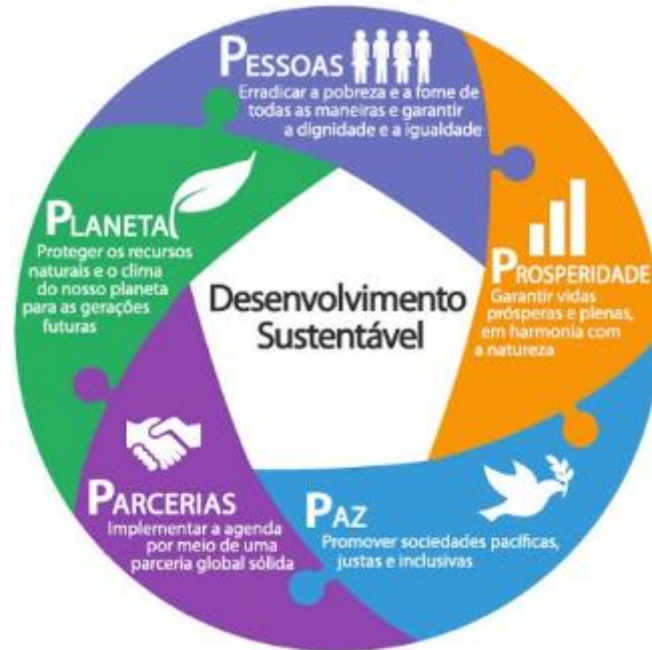 PESSOAS
Erradicar a pobreza e a fome de
todas as maneiras e garantir
a dignidade e a igualdade
PROSPERIDADE
Garantir vidas
prósperas e plenas,
em harmonia com
a natureza
PAZ
Promover sociedades pacíficas,
justas e inclusivas
PARCERIAS
Implementar a agenda
por meio de uma
parceria global sólida
PLANETA
Proteger os recursos
naturais e o clima
do nosso planeta
para as gerações
futuras
Desenvolvimento
Sustentável